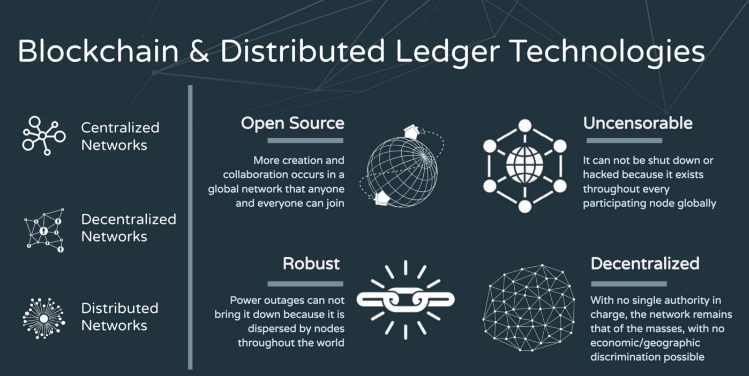 Blockchain & Distributed Ledger Technologies
Centralized
Networks
Decentralized
Networks
Distributed
Networks
Open Source
More creation and
collaboration occurs in a
global network that anyone
and everyone can join
Uncensorable
It can not be shut down or
hacked because it exists
throughout every
participating node globally
Robust
Power outages can not
bring it down because it is
dispersed by nodes
throughout the world
Decentralized
With no single authority in
charge, the network remains
that of the masses, with no
economic/geographic
discrimination possible